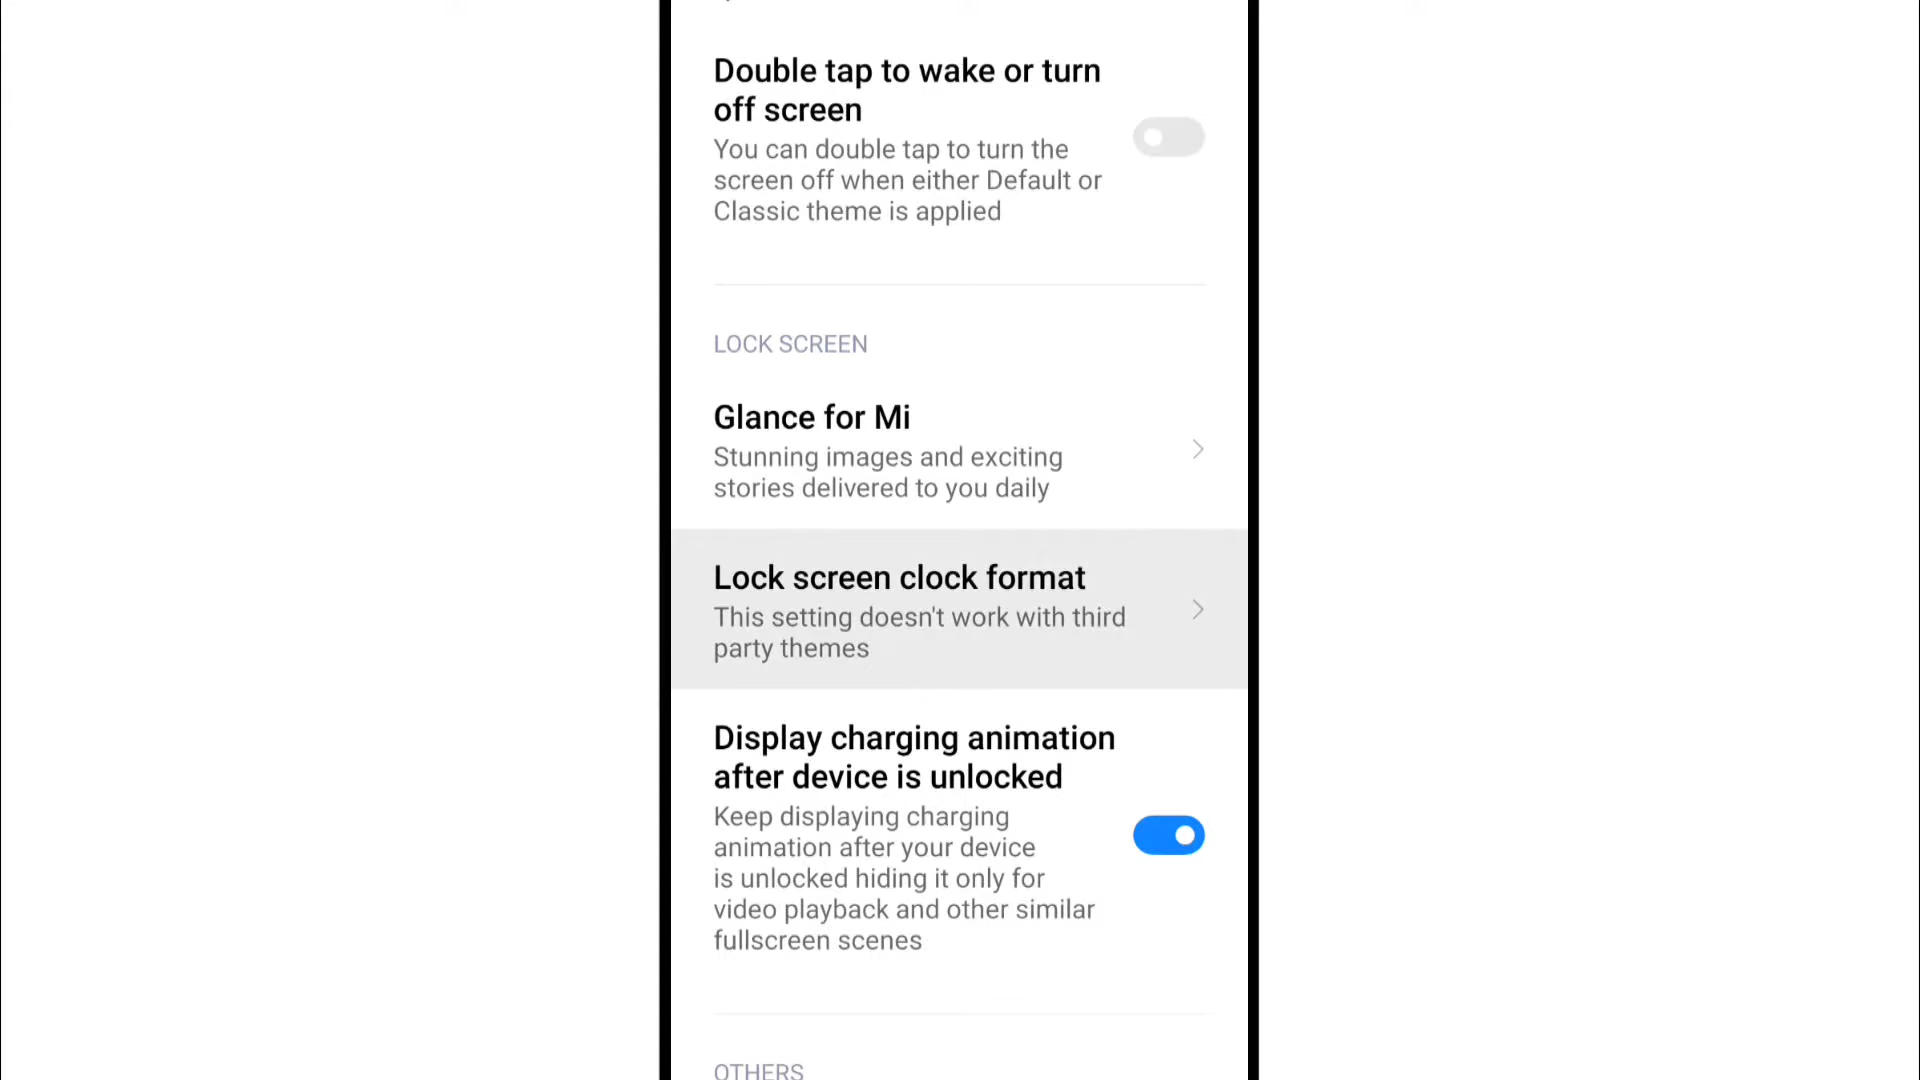 Double tap to wake or turn
off screen
You can double tap to turn the
screen off when either Default or
Classic theme is applied
LOCK SCREEN
Glance for Mi
Stunning images and exciting
stories delivered to you daily
Lock screen clock format
This setting doesn't work with third
party themes
Display charging animation
after device is unlocked
Keep displaying charging
animation after your device
is unlocked hiding it only for
video playback and other similar
fullscreen scenes
OTHERS